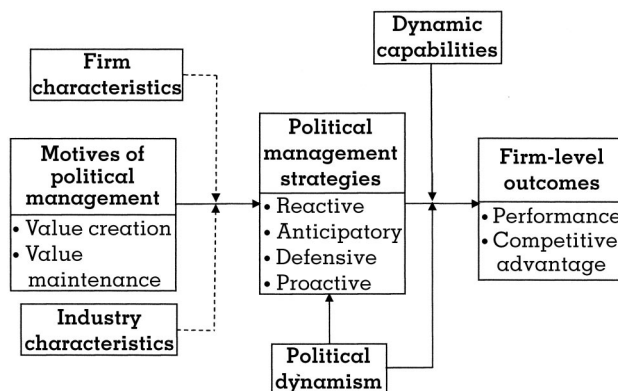 Dynamic
capabilities
Firm
characteristics
Motives of
political
management
• Value creation
• Value
maintenance
Political
management
strategies
• Reactive
• Anticipatory
• Defensive
• Proactive
Firm-level
outcomes
• Performance
• Competitive
advantage
Industry
characteristics
Political
dynamism